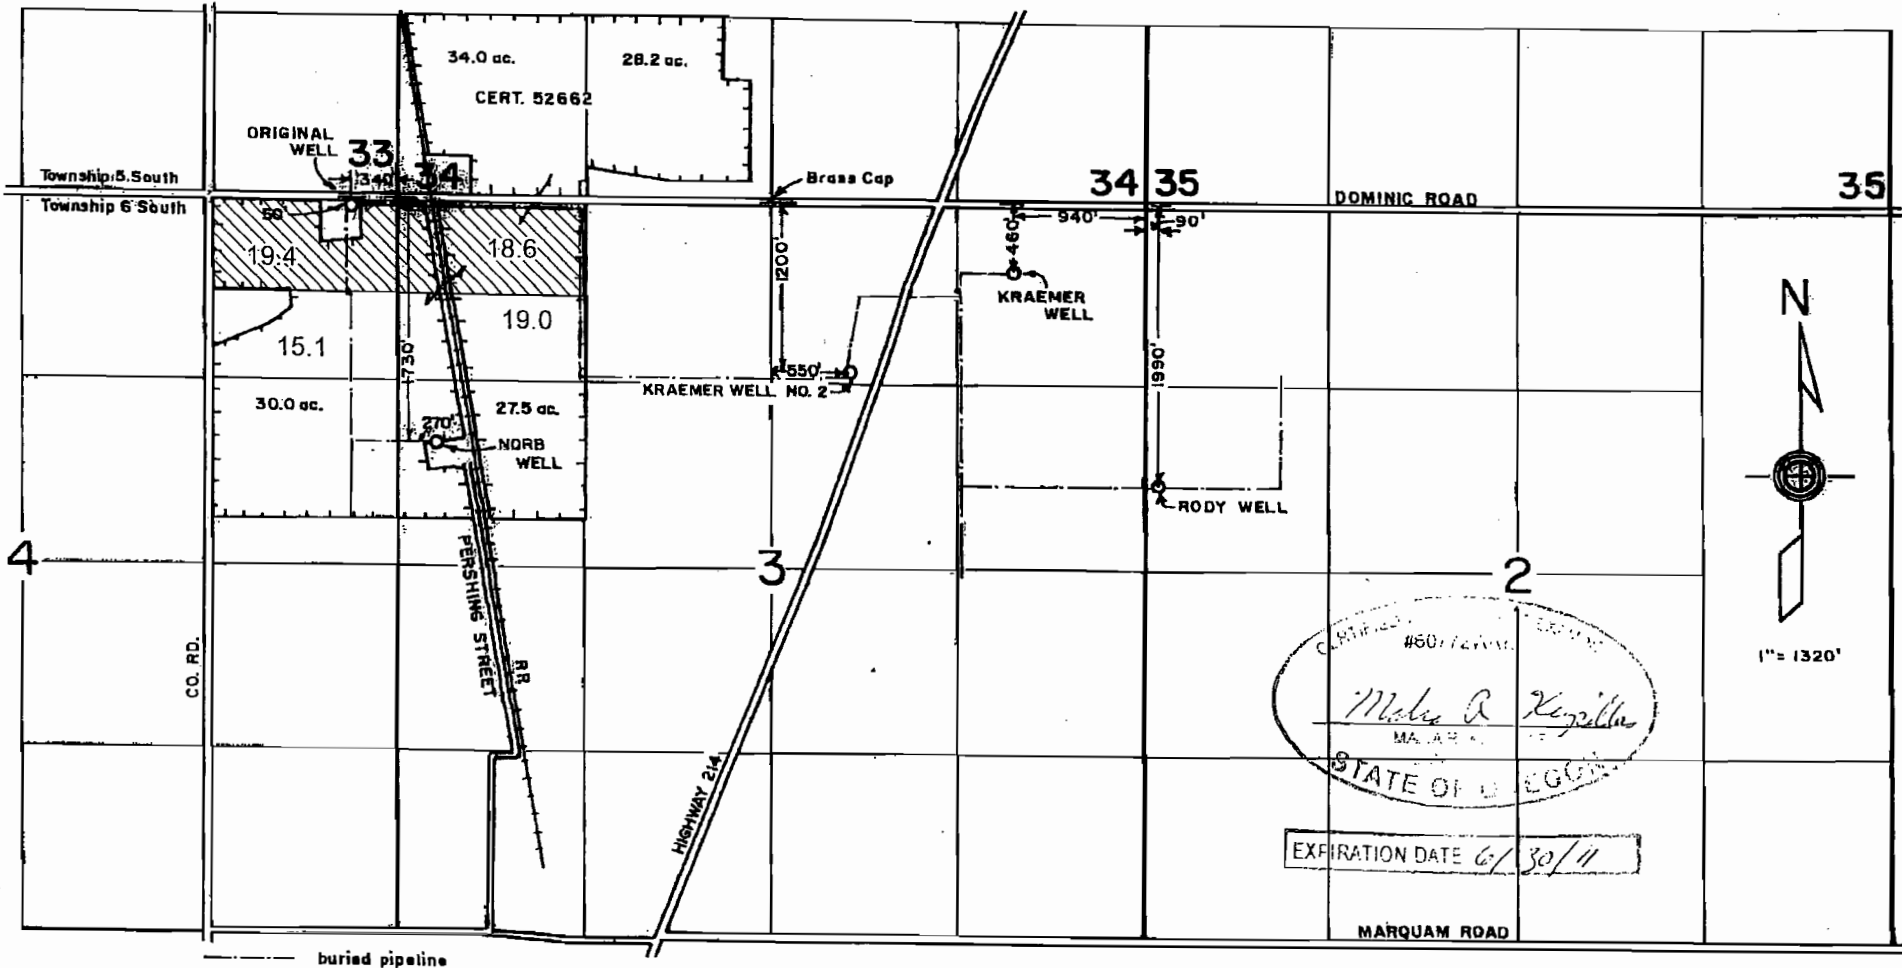 34.0 ac.
28.2 ac.
CERT. 52662
ORIGINAL
WELL
33
340'
34
Township 5 South
Township 6 South
Brass Cap
34
35
35
DOMINIC ROAD
50'
940'
90'
460'
19.4
18.6
1200'
KRAEMER
WELL
N
19.0
15.1
1730'
550'
KRAEMER WELL NO. 2
1990'
30.0 ac.
27.5 ac.
270'
NORB
WELL
RODY WELL
4
3
2
PERSHING STREET
RR
CO. RD.
HIGHWAY 214
1" = 1320'
STATE OF
EXPIRATION DATE 6/30/11
MARQUAM ROAD
buried pipeline